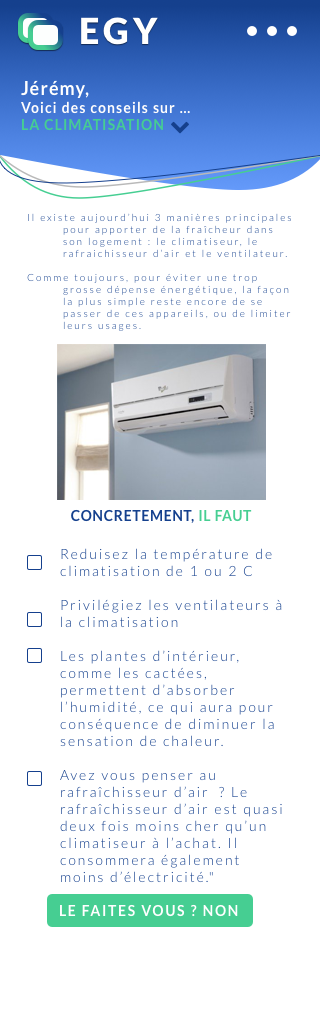 EGY
Jérémy,
Voici des conseils sur ...
LA CLIMATISATION
Il existe aujourd'hui 3 manières principales
pour apporter de la fraîcheur dans
son logement : le climatiseur, le
rafraichisseur d'air et le ventilateur.
Comme toujours, pour éviter une trop
grosse dépense énergétique, la façon
la plus simple reste encore de se
passer de ces appareils, ou de limiter
leurs usages.
CONCRETEMENT, IL FAUT
Reduisez la température de
climatisation de 1 ou 2 C
Privilégiez les ventilateurs à
la climatisation
Les plantes d'intérieur,
comme les cactées,
permettent d'absorber
l'humidité, ce qui aura pour
conséquence de diminuer la
sensation de chaleur.
Avez vous penser au
rafraîchisseur d'air  ? Le
rafraîchisseur d'air est quasi
deux fois moins cher qu'un
climatiseur à l'achat. Il
consommera également
moins d'électricité."
LE FAITES VOUS ? NON